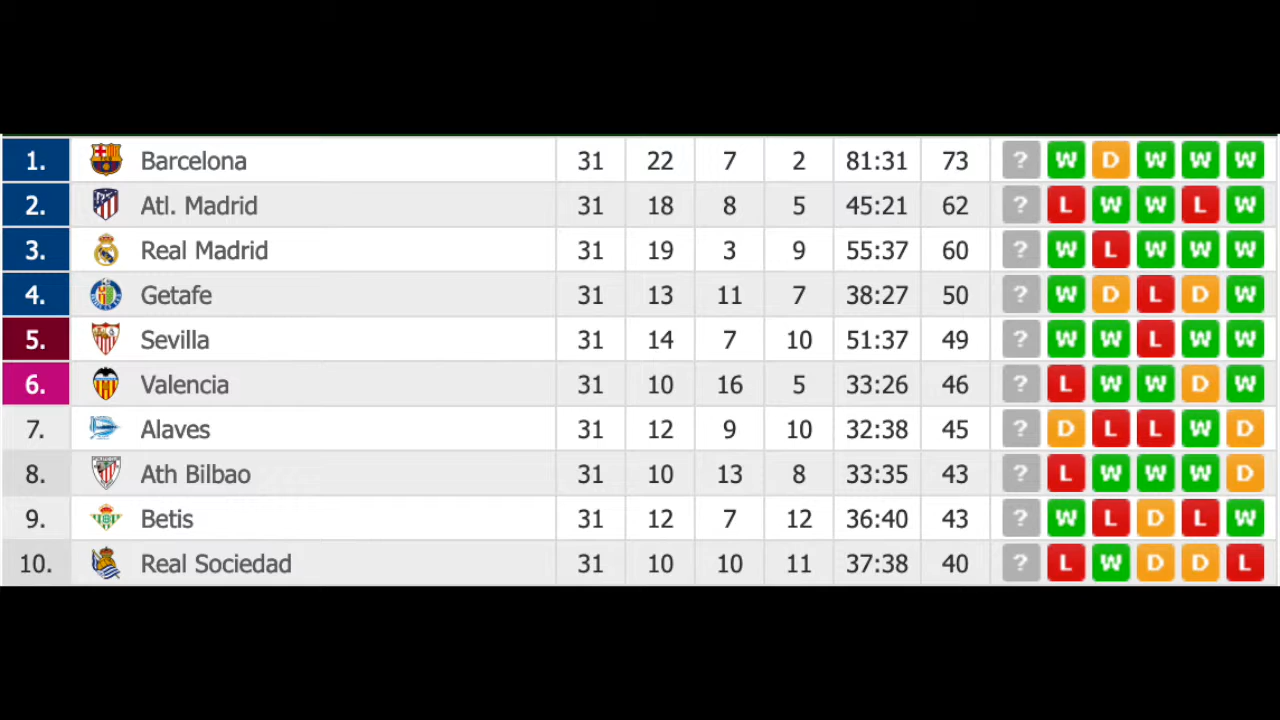 1. Barcelona 31 22 7 2 81:31 73 ? W D W W W
2. Atl. Madrid 31 18 8 5 45:21 62 ? L W W L W
3. Real Madrid 31 19 3 9 55:37 60 ? W L W W W
4. Getafe 31 13 11 7 38:27 50 ? W D L D W
5. Sevilla 31 14 7 10 51:37 49 ? W W L W W
6. Valencia 31 10 16 5 33:26 46 ? L W W D W
7. Alaves 31 12 9 10 32:38 45 ? D L L W D
8. Ath Bilbao 31 10 13 8 33:35 43 ? L W W W D
9. Betis 31 12 7 12 36:40 43 ? W L D L W
10. Real Sociedad 31 10 10 11 37:38 40 ? L W D D L